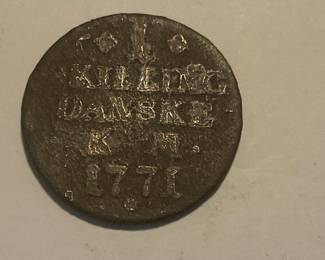 1
SKILLING
DANSKE
K. M.
1771